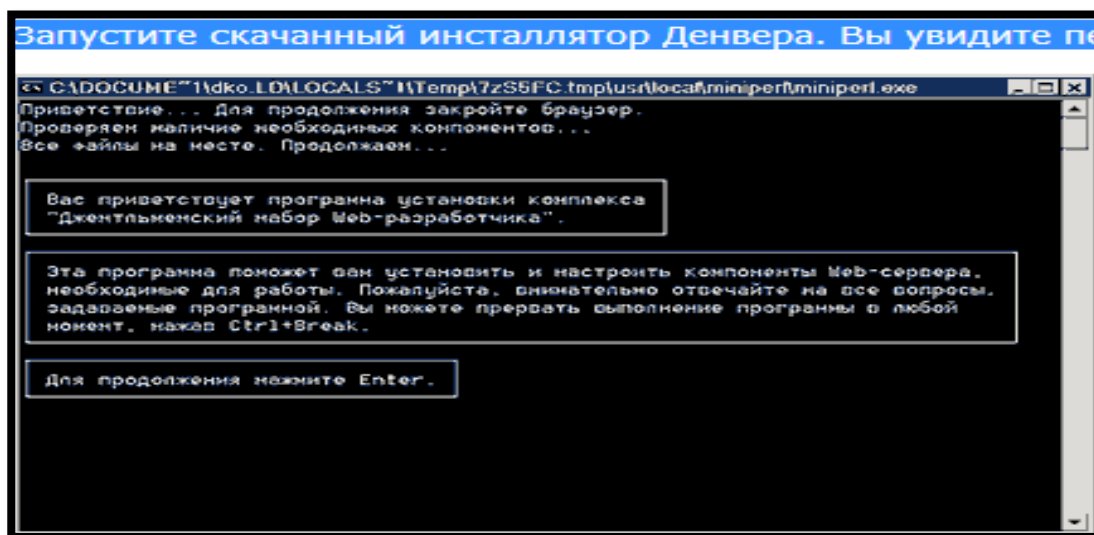 Запустите скачанный инсталлятор Денвера. Вы увидите пе
C:\DOCUME~1\dko.LD\LOCALS~1\Temp\7zS5FC.tmp\usr\local\miniperl\miniperl.exe
Приветствие... Для продолжения закройте браузер.
Проверяем наличие необходимых компонентов...
Все файлы на месте. Продолжаем...
Вас приветствует программа установки комплекса
"Джентльменский набор Web-разработчика".
Эта программа поможет вам установить и настроить компоненты Web-сервера,
необходимые для работы. Пожалуйста, внимательно отвечайте на все вопросы,
задаваемые программой. Вы можете прервать выполнение программы в любой
момент, нажав Ctrl+Break.
Для продолжения нажмите Enter.